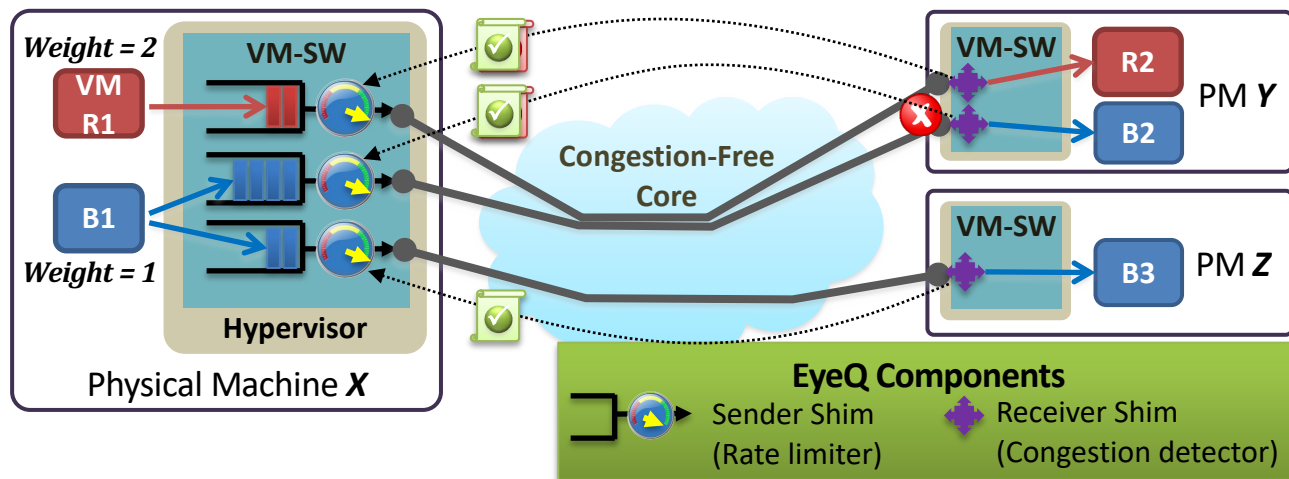 Weight = 2
VM
R1
B1
Weight = 1
VM-SW
Hypervisor
Physical Machine X
Congestion-Free
Core
X
VM-SW
R2
B2
PM Y
VM-SW
B3
PM Z
EyeQ Components
Sender Shim
(Rate limiter)
Receiver Shim
(Congestion detector)